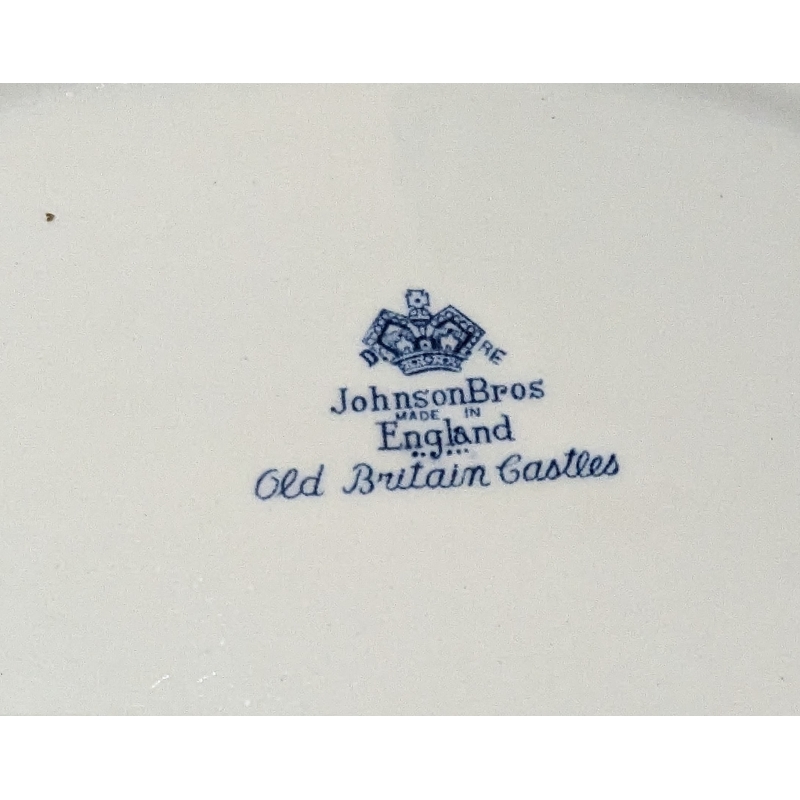 D RE
JohnsonBros
MADE IN
England
Old Britain Castles